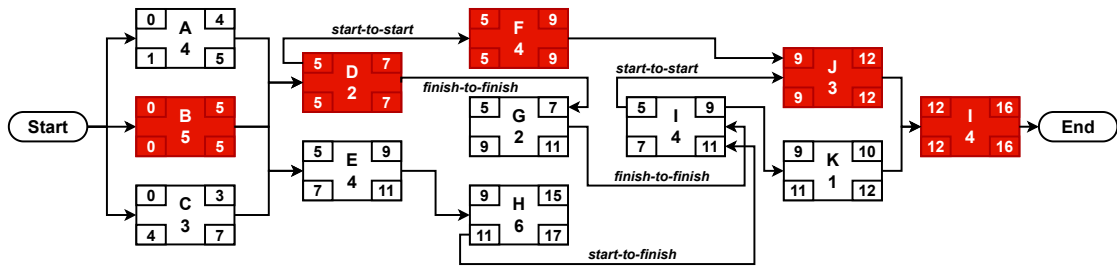 Start
0 A 4
4
1 5
0 B 5
5
0 5
0 C 3
3
4 7
start-to-start
5 D 7
2
5 7
5 E 9
4
7 11
5 F 9
4
5 9
finish-to-finish
5 G 7
2
9 11
9 H 15
6
11 17
start-to-finish
start-to-start
5 I 9
4
7 11
finish-to-finish
9 J 12
3
9 12
9 K 10
1
11 12
12 I 16
4
12 16
End